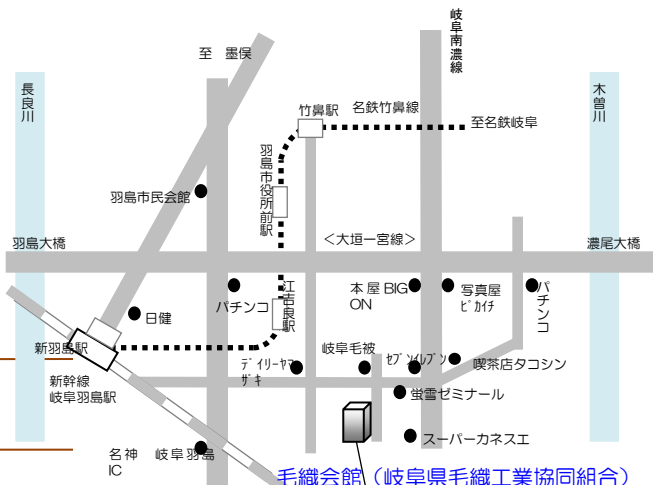 岐阜南濃線
至 墨俣
長良川
木曽川
竹鼻駅
名鉄竹鼻線
至名鉄岐阜
羽島市役所前駅
羽島市民会館
羽島大橋
＜大垣一宮線＞
濃尾大橋
江吉良駅
パチンコ
本屋BIG
ON
写真屋
ﾋﾟｶｲﾁ
パチンコ
日健
新羽島駅
ﾃﾞｲﾘｰﾔﾏ
ｻﾞｷ
岐阜毛被
ｾﾌﾞﾝｲﾚﾌﾞﾝ
喫茶店タコシン
新幹線
岐阜羽島駅
蛍雪ゼミナール
スーパーカネスエ
名神 岐阜羽島
IC
毛織会館（岐阜県毛織工業協同組合）